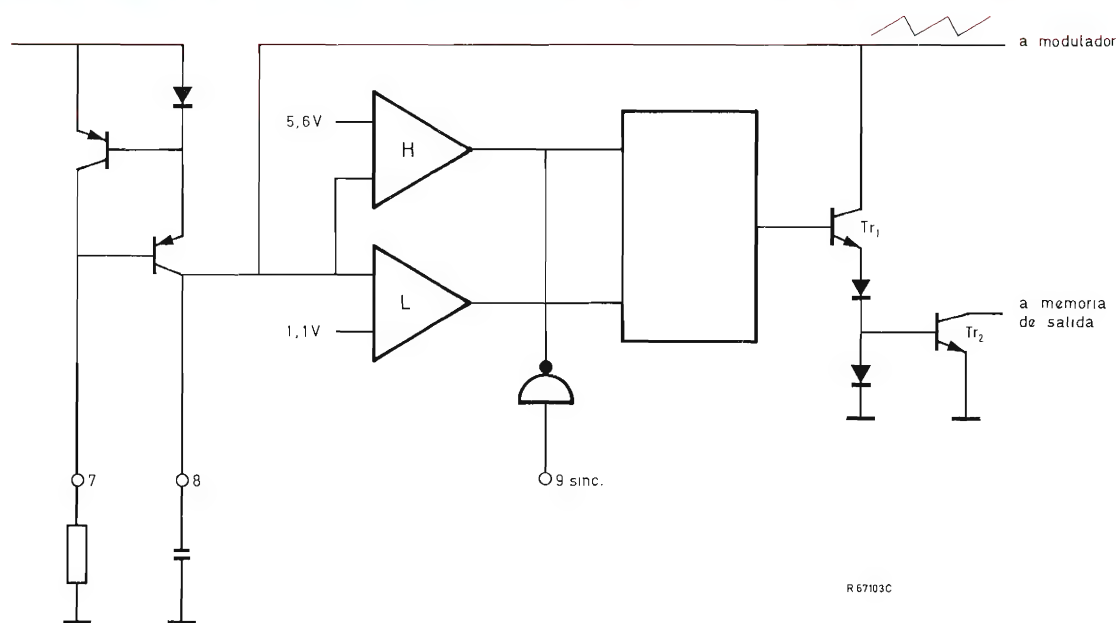 a modulador
5,6V
H
Tr₁
L
1,1V
a memoria
de salida
Tr₂
7
8
9 sinc.
R 67103C